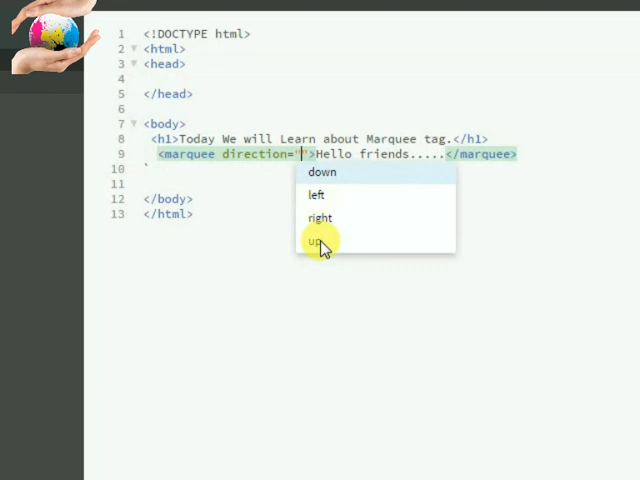 1 <!DOCTYPE html>
2 <html>
3 <head>
4
5 </head>
6
7 <body>
8 <h1>Today We will Learn about Marquee tag.</h1>
9 <marquee direction="">Hello friends.....</marquee>
10 `
11
12 </body>
13 </html>
down
left
right
up